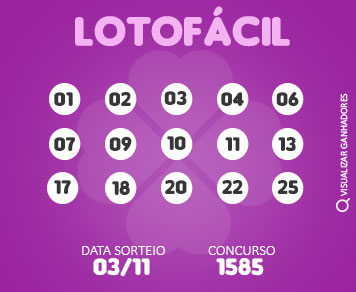 LOTOFÁCIL
01 02 03 04 06
07 09 10 11 13
17 18 20 22 25
DATA SORTEIO
03/11
CONCURSO
1585
VISUALIZAR GANHADORES